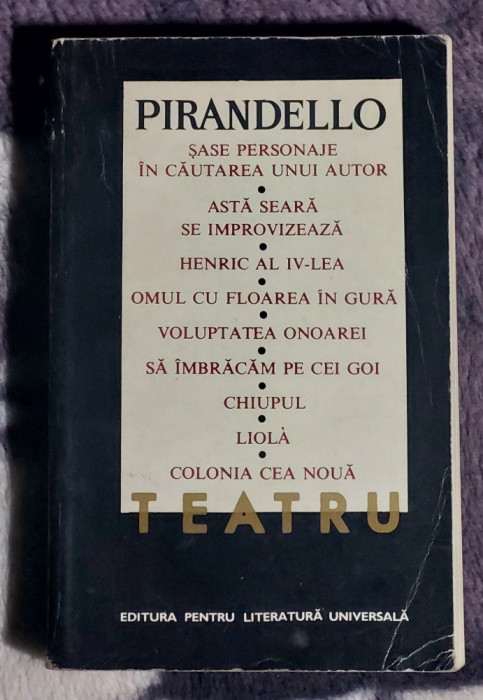 PIRANDELLO
ȘASE PERSONAJE
ÎN CĂUTAREA UNUI AUTOR
•
ASTĂ SEARĂ
SE IMPROVIZEAZĂ
•
HENRIC AL IV-LEA
•
OMUL CU FLOAREA ÎN GURĂ
•
VOLUPTATEA ONOAREI
•
SĂ ÎMBRĂCĂM PE CEI GOI
•
CHIUPUL
•
LIOLÀ
•
COLONIA CEA NOUĂ
TEATRU
EDITURA PENTRU LITERATURĂ UNIVERSALĂ